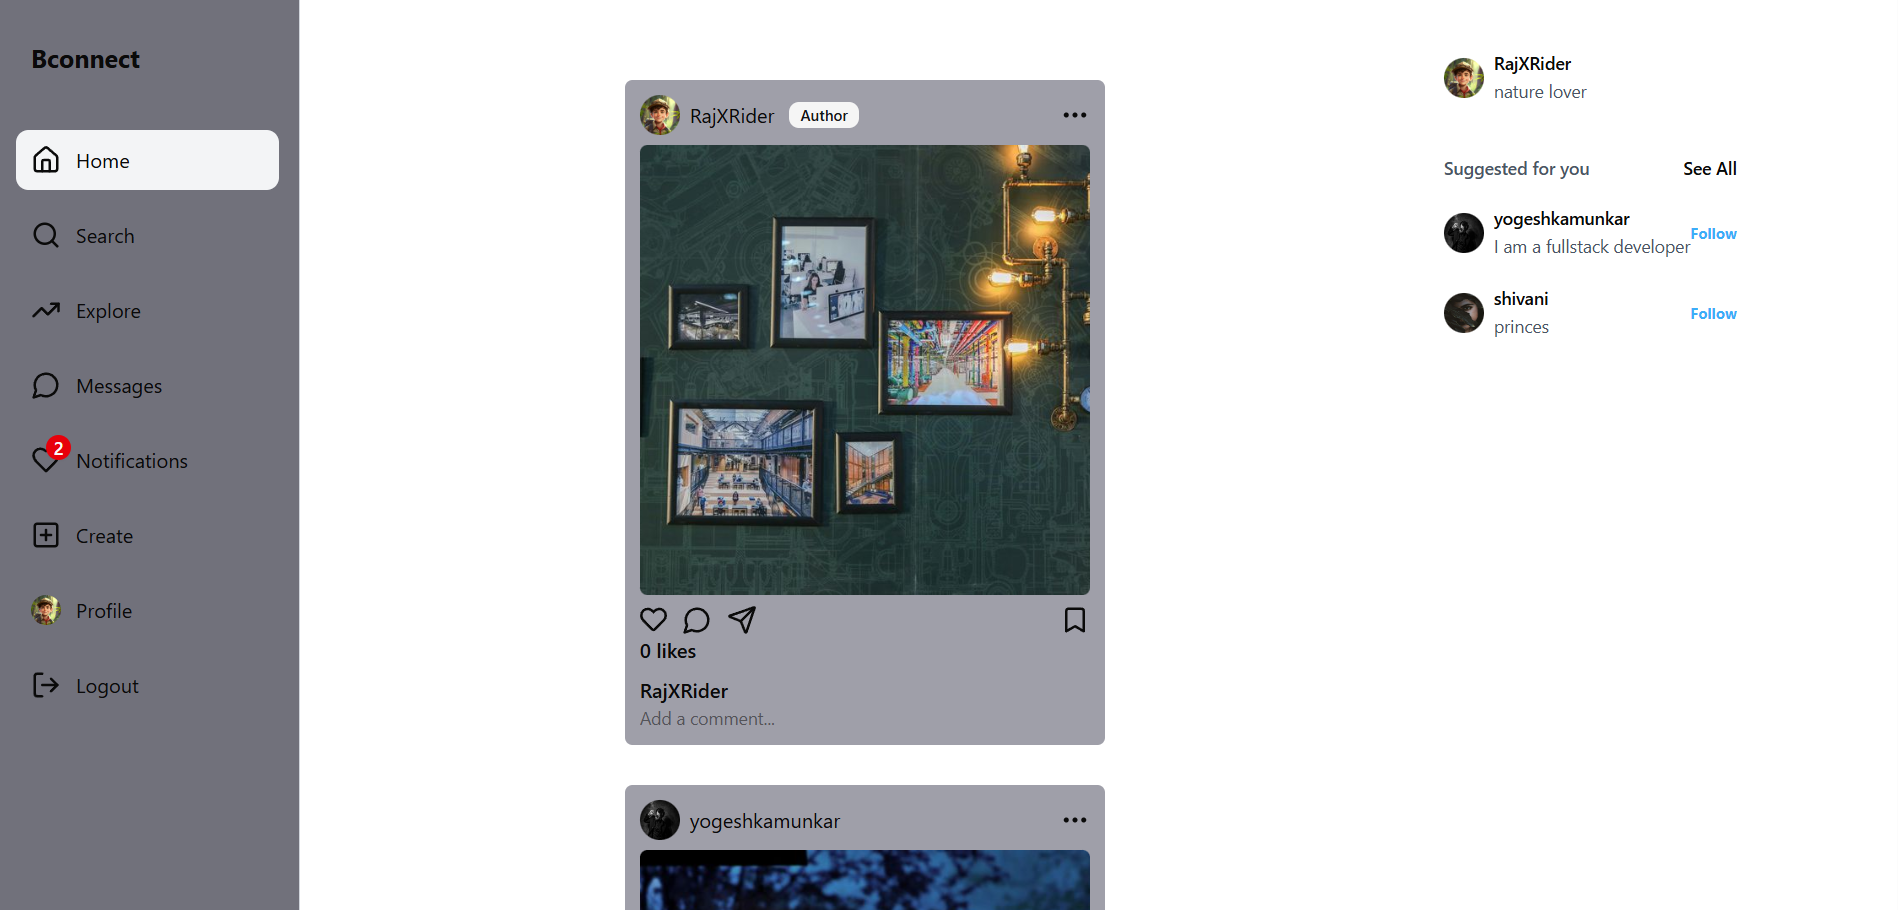 Bconnect
Home
Search
Explore
Messages
2
Notifications
Create
Profile
Logout
RajXRider Author
0 likes
RajXRider
Add a comment...
yogeshkamunkar
RajXRider
nature lover
Suggested for you See All
yogeshkamunkar
I am a fullstack developer Follow
shivani
princes Follow